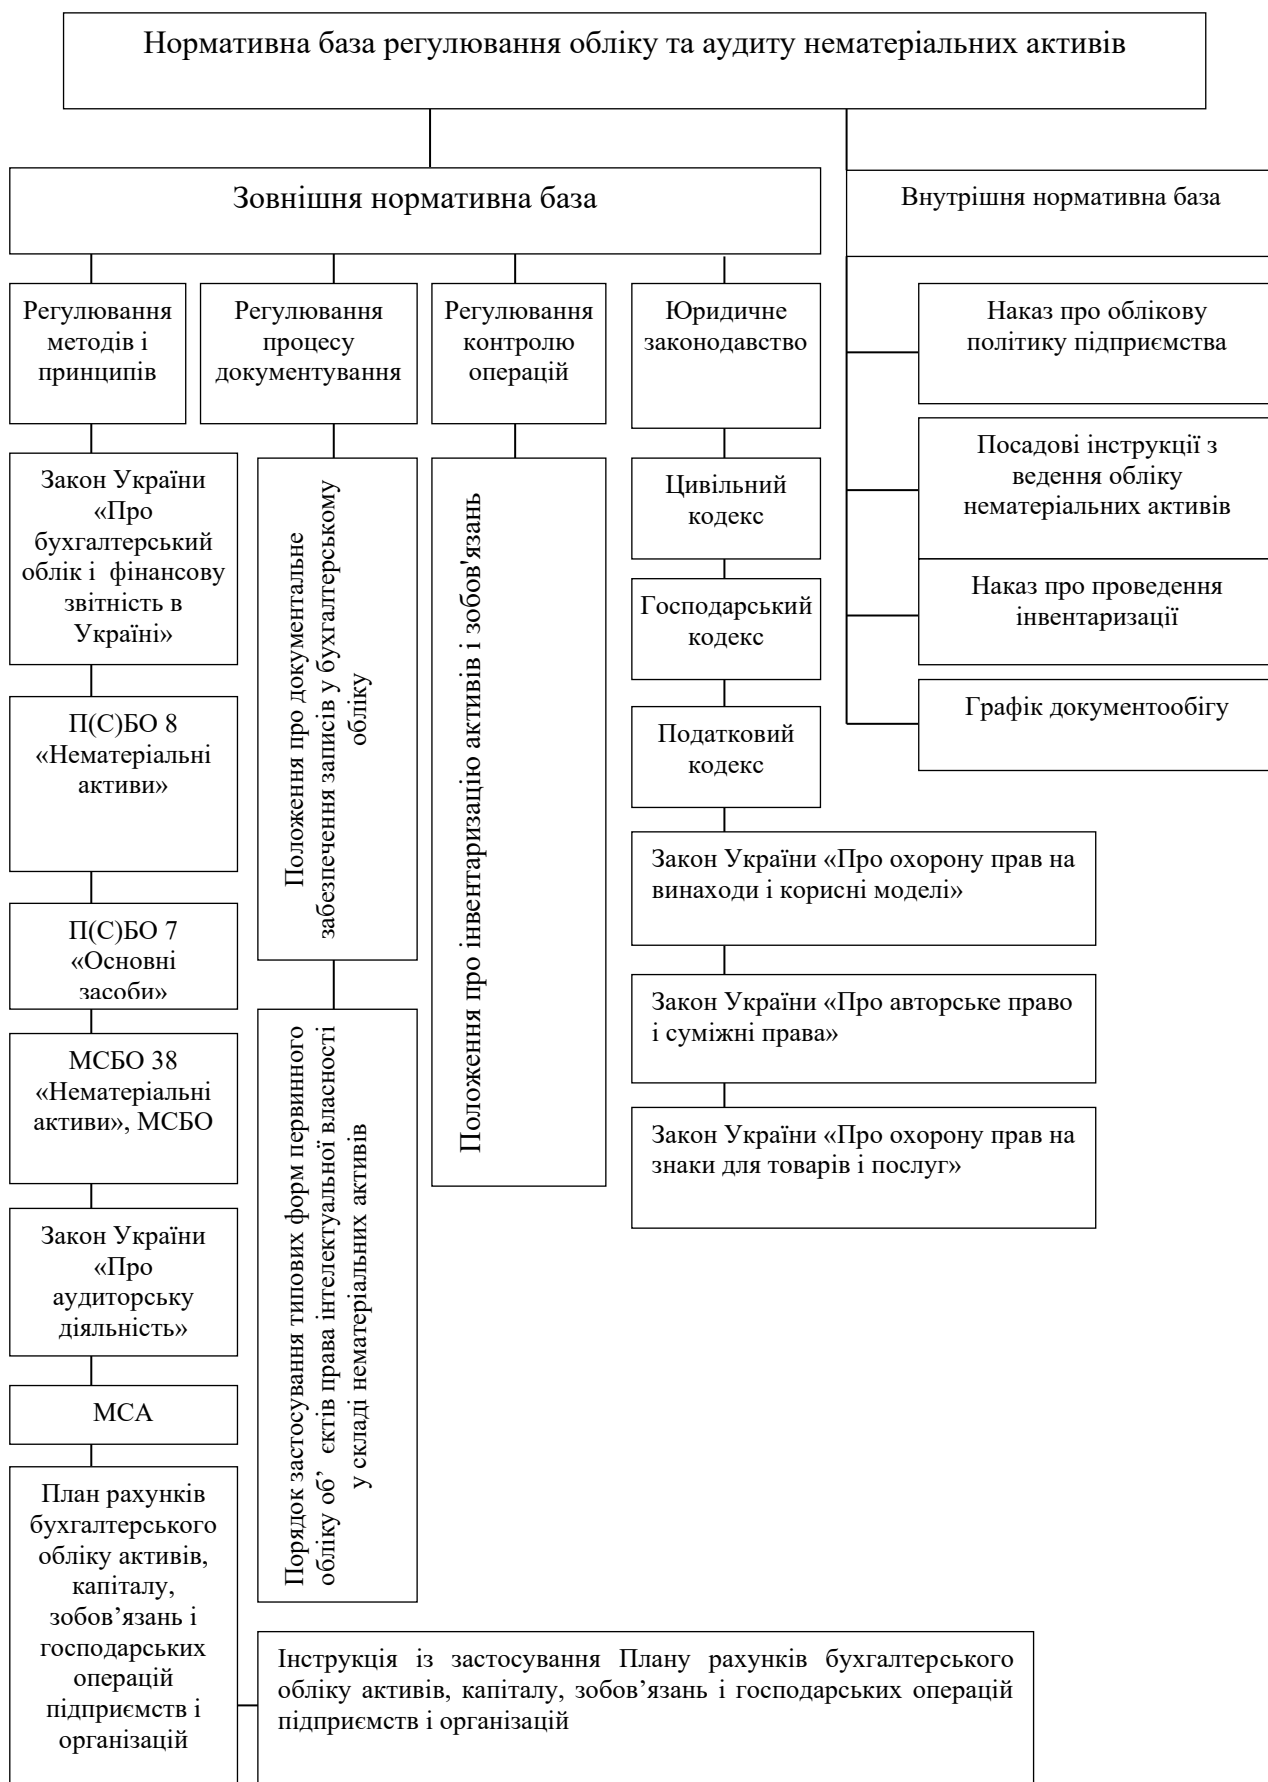 Нормативна база регулювання обліку та аудиту нематеріальних активів
Зовнішня нормативна база
Внутрішня нормативна база
Регулювання
методів і
принципів
Регулювання
процесу
документування
Регулювання
контролю
операцій
Юридичне
законодавство
Наказ про облікову
політику підприємства
Закон України
«Про
бухгалтерський
облік і фінансову
звітність в
Україні»
П(С)БО 8
«Нематеріальні
активи»
П(С)БО 7
«Основні
засоби»
МСБО 38
«Нематеріальні
активи», МСБО
Закон України
«Про
аудиторську
діяльність»
МСА
План рахунків
бухгалтерського
обліку активів,
капіталу,
зобов’язань і
господарських
операцій
підприємств і
організацій
Інструкція із застосування Плану рахунків бухгалтерського
обліку активів, капіталу, зобов’язань і господарських операцій
підприємств і організацій
Положення про документальне
забезпечення записів у бухгалтерському
обліку
Порядок застосування типових форм первинного
обліку об’ єктів права інтелектуальної власності
у складі нематеріальних активів
Положення про інвентаризацію активів і зобов'язань
Цивільний
кодекс
Господарський
кодекс
Податковий
кодекс
Закон України «Про охорону прав на
винаходи і корисні моделі»
Закон України «Про авторське право
і суміжні права»
Закон України «Про охорону прав на
знаки для товарів і послуг»
Посадові інструкції з
ведення обліку
нематеріальних активів
Наказ про проведення
інвентаризації
Графік документообігу